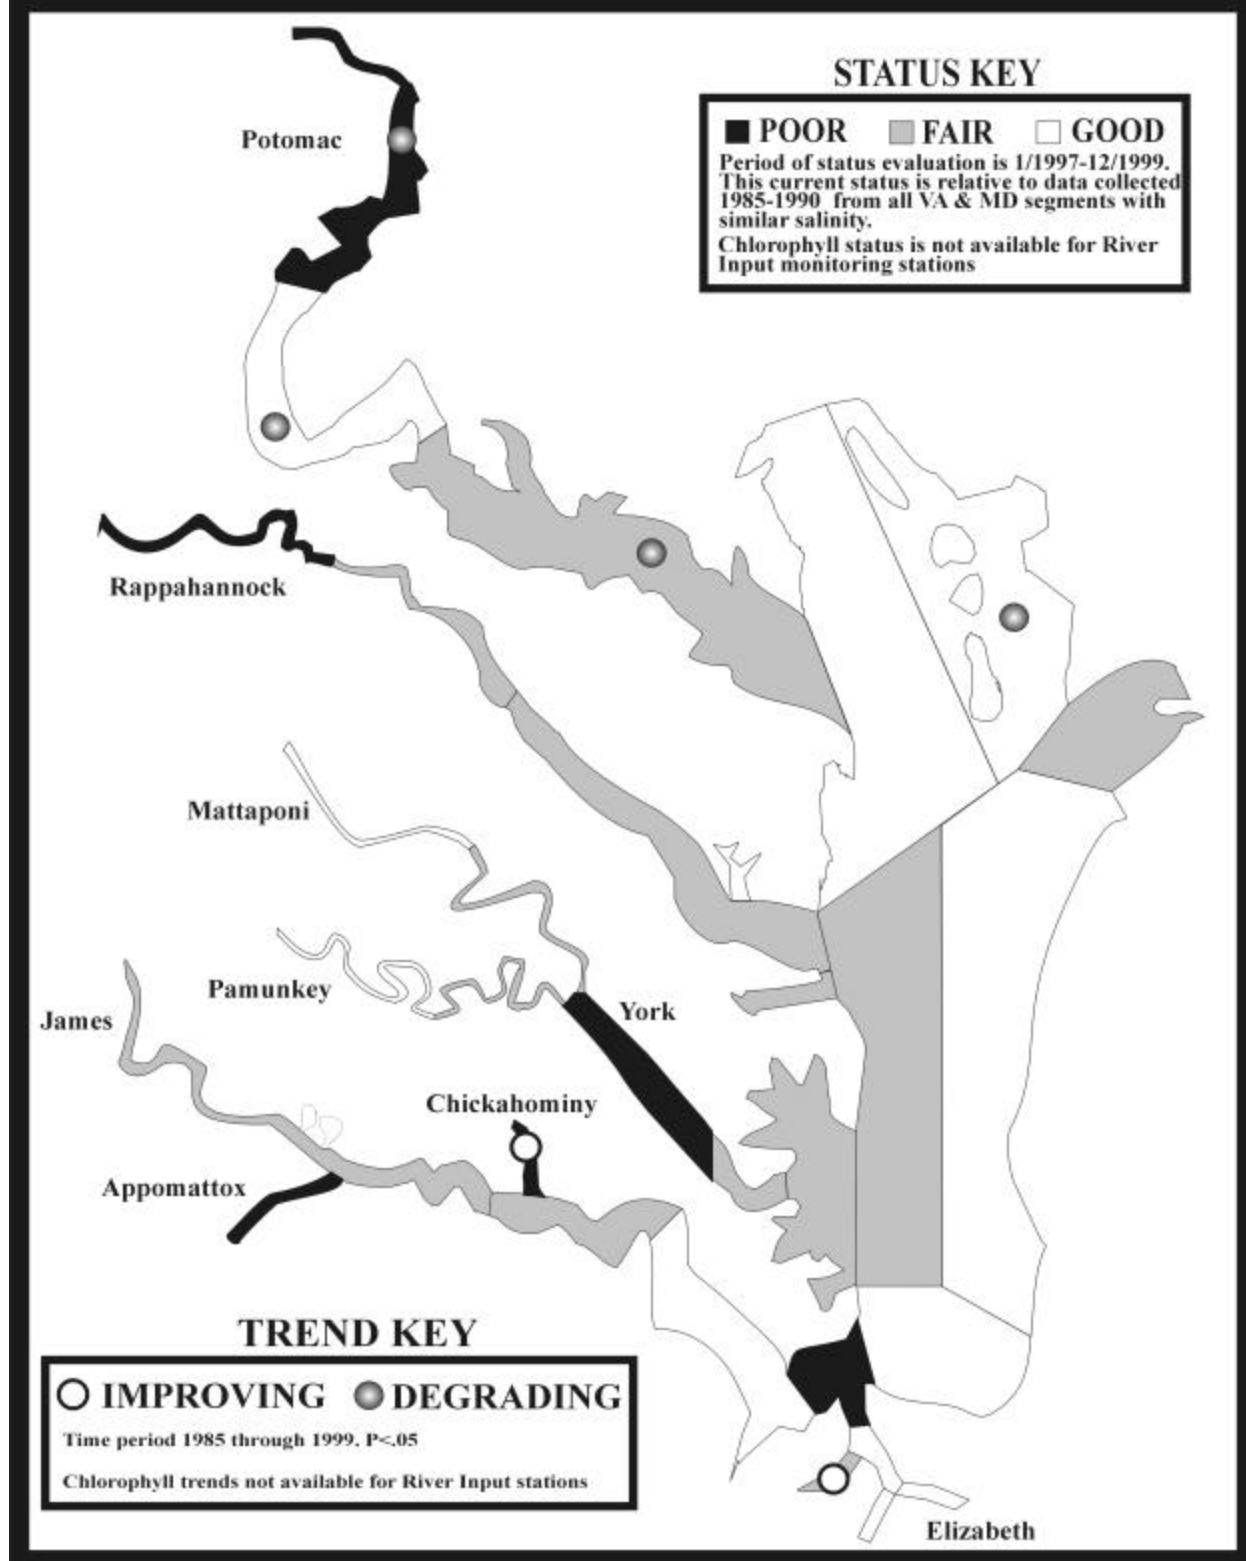 STATUS KEY
POOR FAIR GOOD
Period of status evaluation is 1/1997-12/1999.
This current status is relative to data collected
1985-1990 from all VA & MD segments with
similar salinity.
Chlorophyll status is not available for River
Input monitoring stations
Potomac
Rappahannock
Mattaponi
Pamunkey
James
York
Chickahominy
Appomattox
TREND KEY
IMPROVING DEGRADING
Time period 1985 through 1999. P<.05
Chlorophyll trends not available for River Input stations
Elizabeth